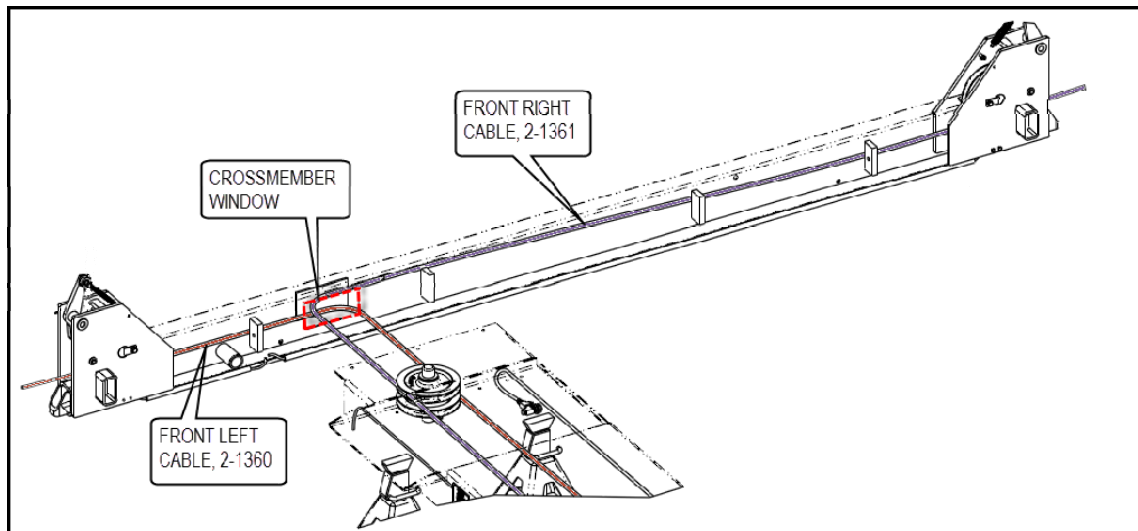 FRONT RIGHT
CABLE, 2-1361
CROSSMEMBER
WINDOW
FRONT LEFT
CABLE, 2-1360